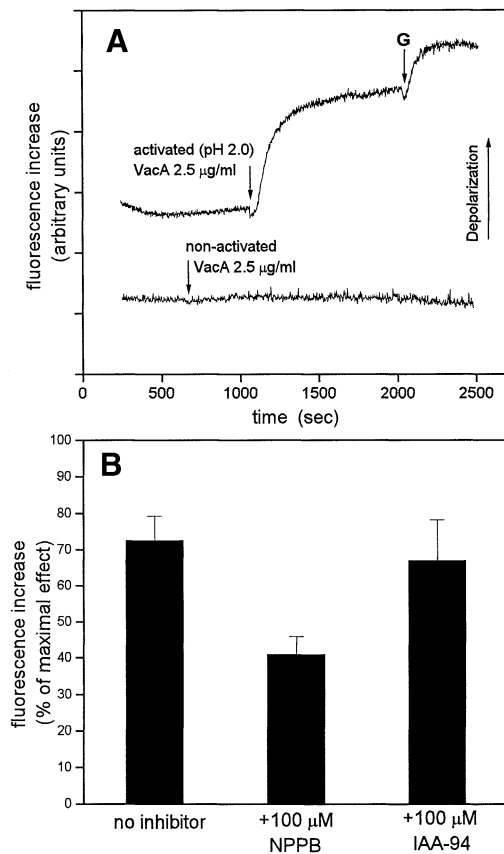 A
G
activated (pH 2.0)
VacA 2.5 μg/ml
non-activated
VacA 2.5 μg/ml
Depolarization
fluorescence increase
(arbitrary units)
0 500 1000 1500 2000 2500
time (sec)
B
100
90
80
70
60
50
40
30
20
10
0
fluorescence increase
(% of maximal effect)
no inhibitor
+100 μM
NPPB
+100 μM
IAA-94